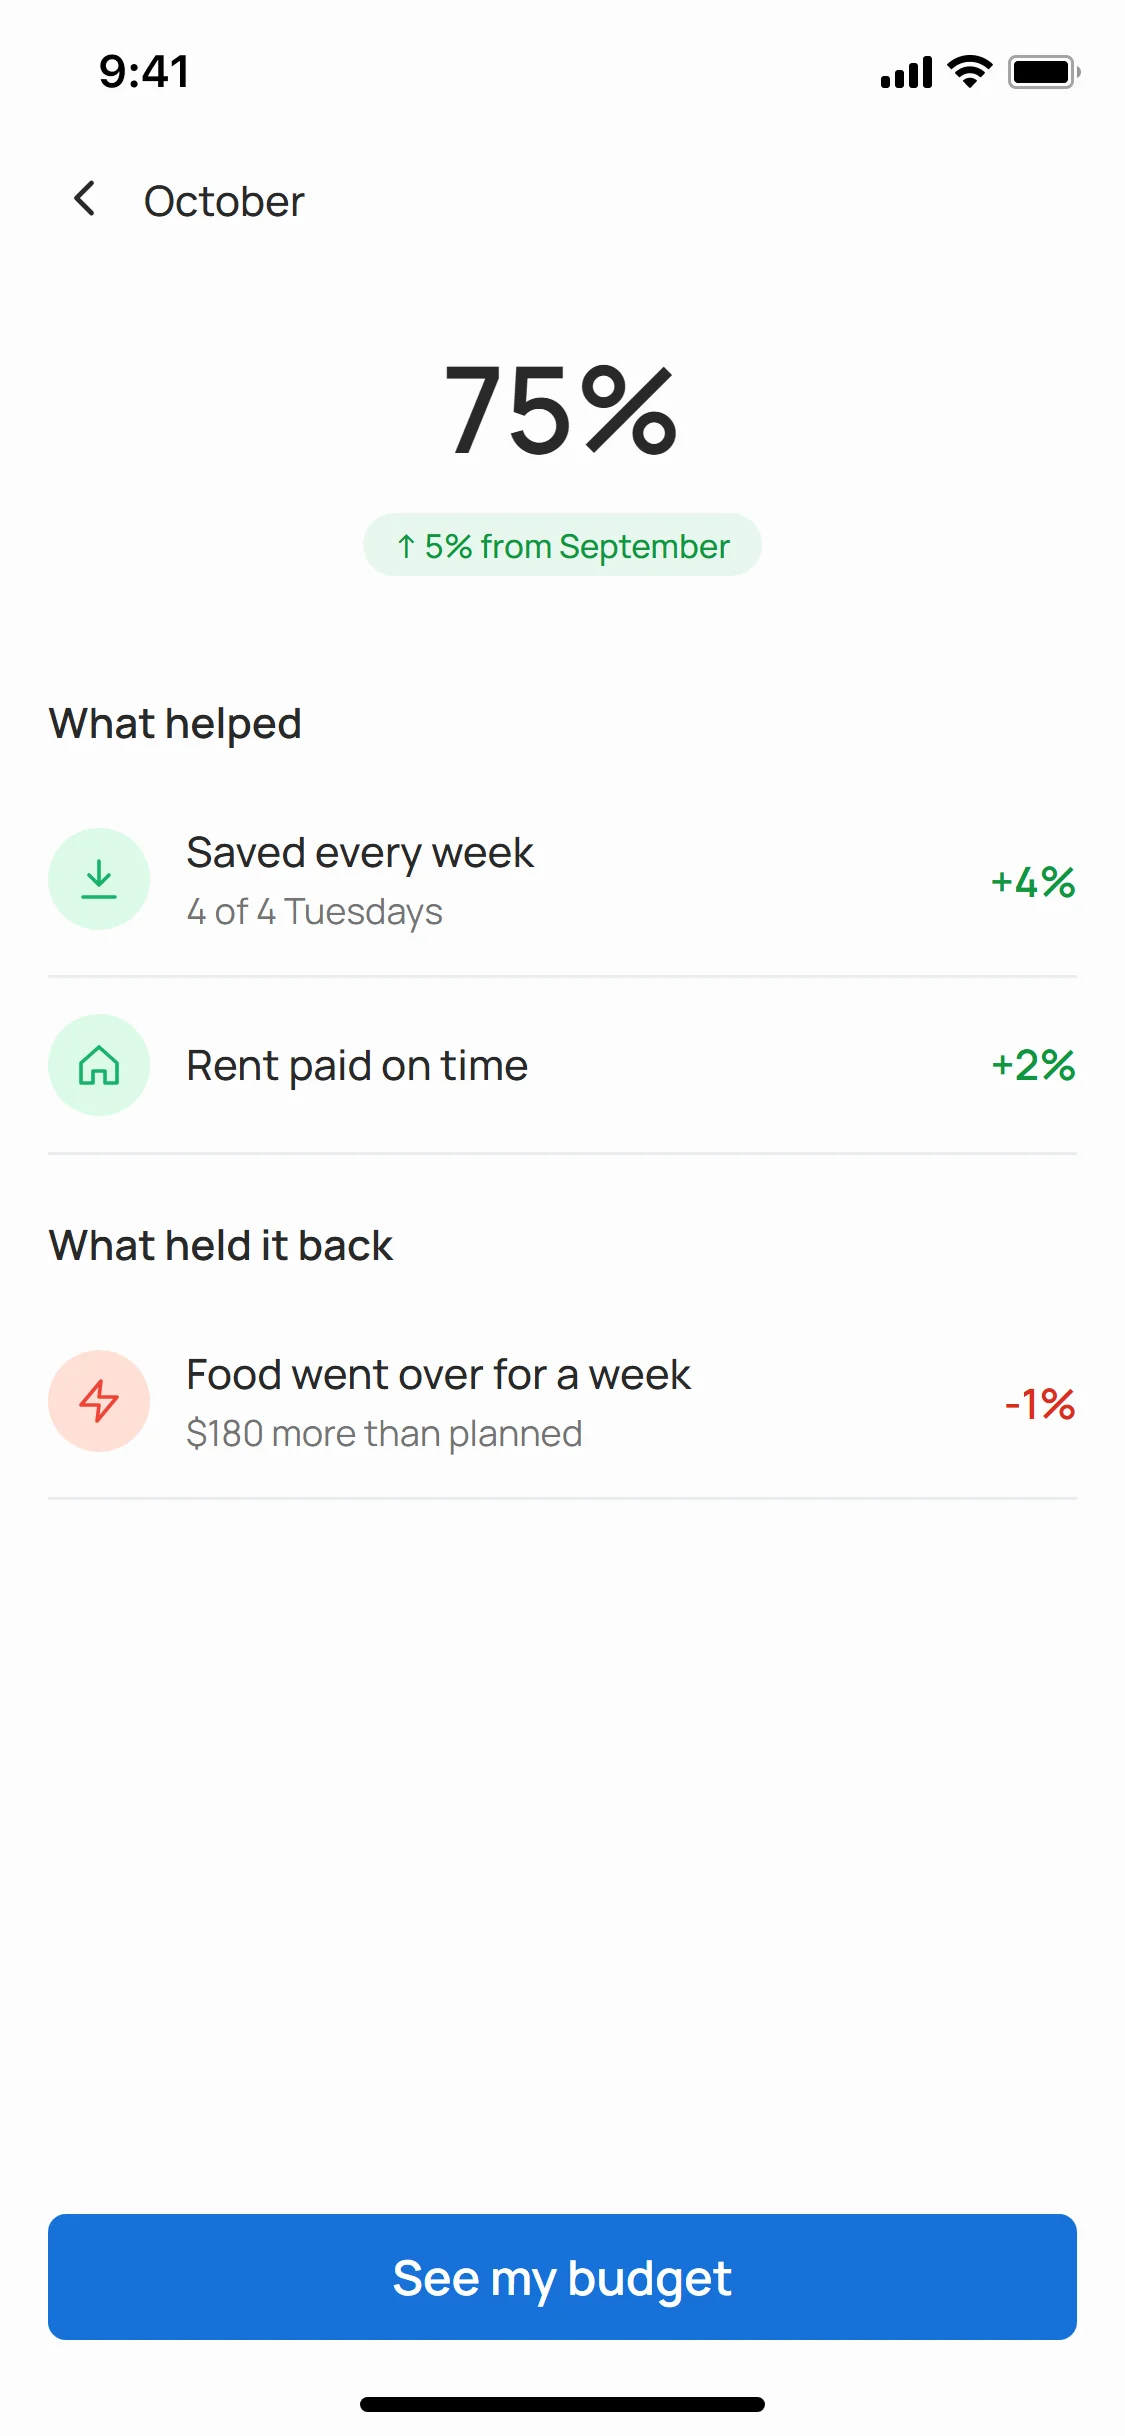 9:41
October
75%
↑ 5% from September
What helped
Saved every week
4 of 4 Tuesdays
+4%
Rent paid on time
+2%
What held it back
Food went over for a week
$180 more than planned
-1%
See my budget